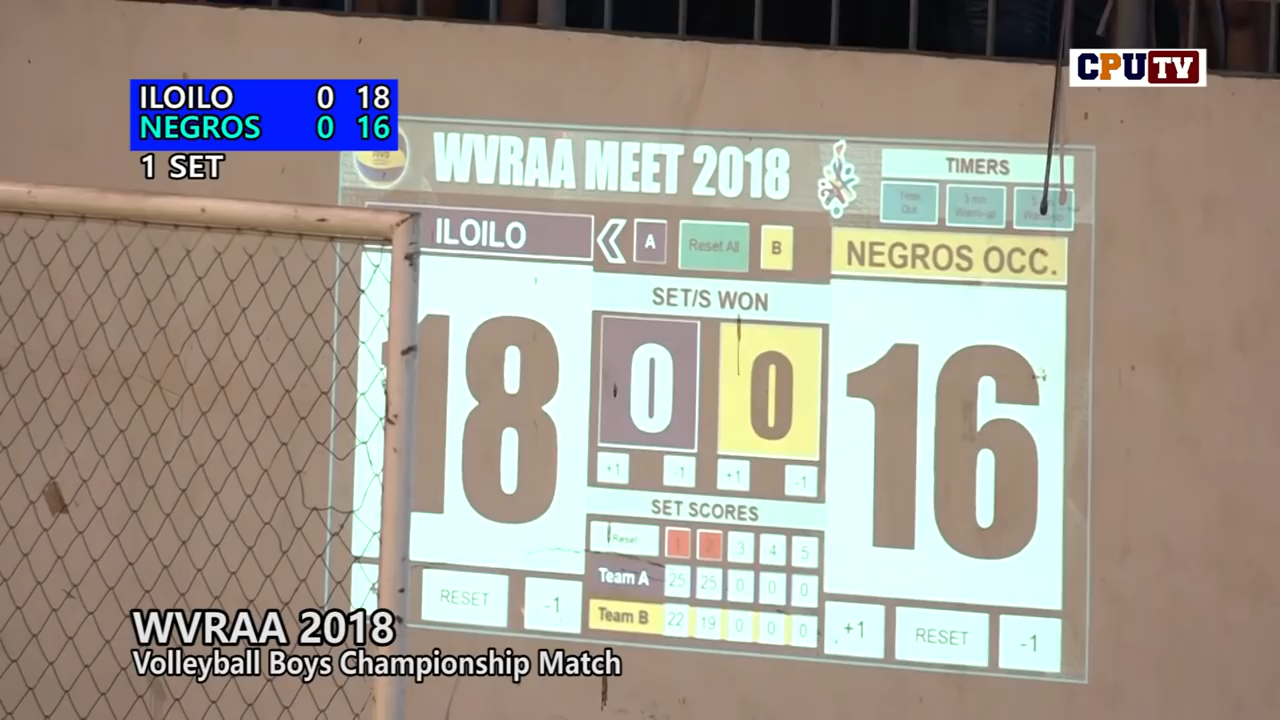 CPUTV
ILOILO 0 18
NEGROS 0 16
1 SET
WVRAA MEET 2018
TIMERS
Time Out
ILOILO
A
Reset All
B
NEGROS OCC.
SET/S WON
18
0
0
16
+1
-1
+1
-1
SET SCORES
Reset
1 2 3 4 5
Team A 25 25 0 0 0
Team B 22 19 0 0 0
RESET
-1
+1
RESET
-1
WVRAA 2018
Volleyball Boys Championship Match